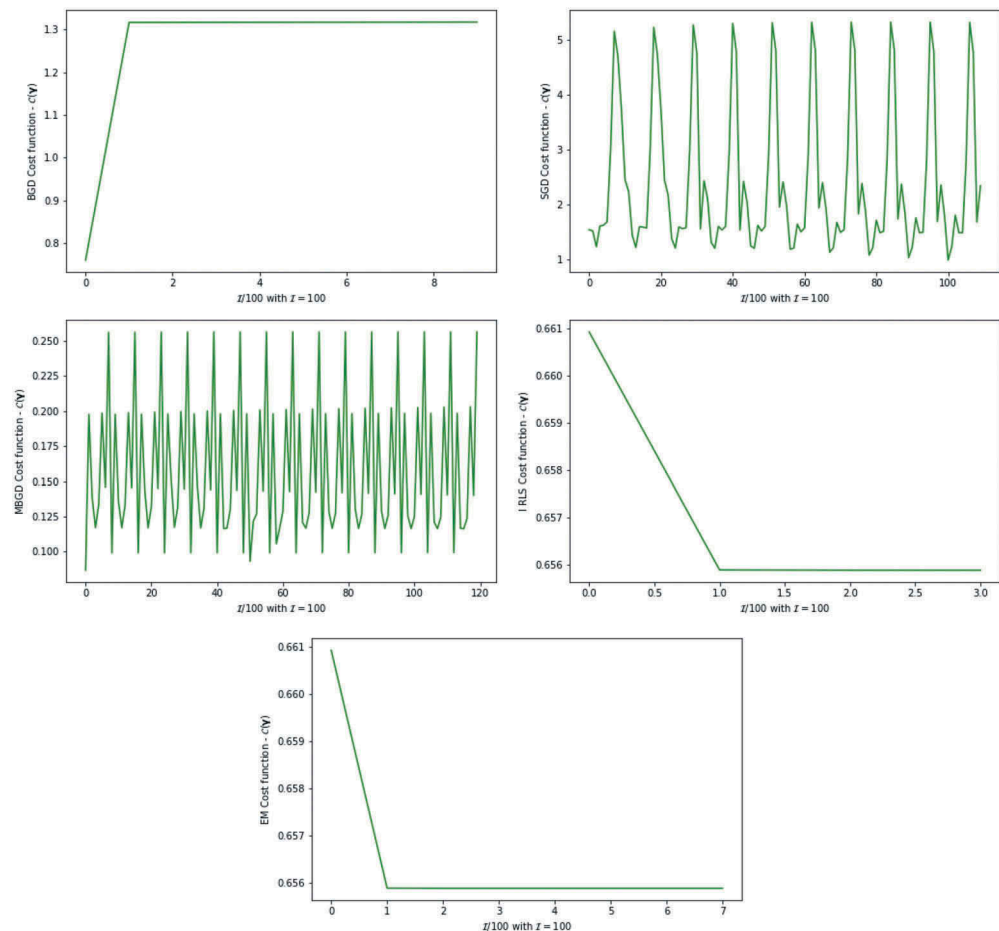 BGD Cost function - 𝒞(𝛄)
1.3
1.2
1.1
1.0
0.9
0.8
0 2 4 6 8
ℐ/100 with ℐ = 100
SGD Cost function - 𝒞(𝛄)
5
4
3
2
1
0 20 40 60 80 100
ℐ/100 with ℐ = 100
MBGD Cost function - 𝒞(𝛄)
0.250
0.225
0.200
0.175
0.150
0.125
0.100
0 20 40 60 80 100 120
ℐ/100 with ℐ = 100
I RLS Cost function - 𝒞(𝛄)
0.661
0.660
0.659
0.658
0.657
0.656
0.0 0.5 1.0 1.5 2.0 2.5 3.0
ℐ/100 with ℐ = 100
EM Cost function - 𝒞(𝛄)
0.661
0.660
0.659
0.658
0.657
0.656
0 1 2 3 4 5 6 7
ℐ/100 with ℐ = 100